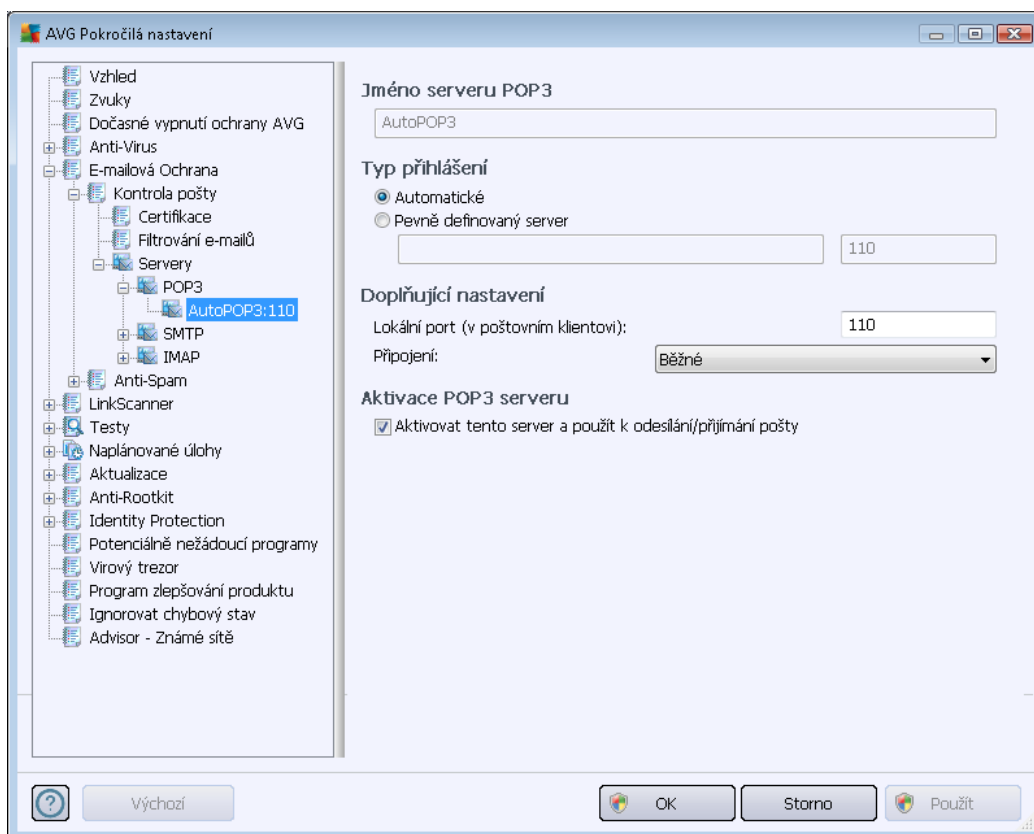 AVG Pokročilá nastavení
Vzhled
Zvuky
Dočasné vypnutí ochrany AVG
Anti-Virus
E-mailová Ochrana
Kontrola pošty
Certifikace
Filtrování e-mailů
Servery
POP3
AutoPOP3:110
SMTP
IMAP
Anti-Spam
LinkScanner
Testy
Naplánované úlohy
Aktualizace
Anti-Rootkit
Identity Protection
Potenciálně nežádoucí programy
Virový trezor
Program zlepšování produktu
Ignorovat chybový stav
Advisor - Známé sítě
Jméno serveru POP3
AutoPOP3
Typ přihlášení
Automatické
Pevně definovaný server
110
Doplňující nastavení
Lokální port (v poštovním klientovi): 110
Připojení: Běžné
Aktivace POP3 serveru
Aktivovat tento server a použít k odesílání/přijímání pošty
? Výchozí OK Storno Použít